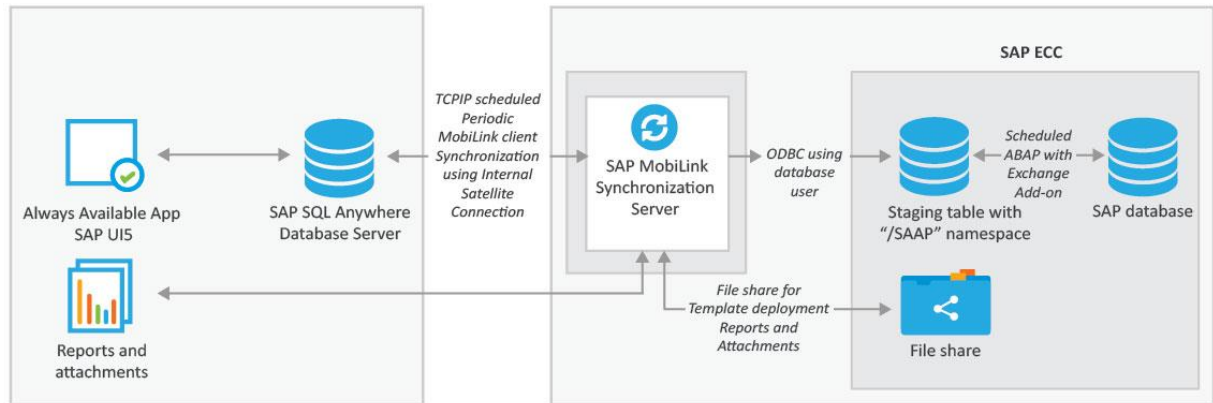 SAP ECC
TCPIP scheduled
Periodic
MobiLink client
Synchronization
using Internal
Satellite
Connection
Always Available App
SAP UI5
SAP SQL Anywhere
Database Server
SAP MobiLink
Synchronization
Server
ODBC using
database
user
Staging table with
“/SAAP” namespace
Scheduled
ABAP with
Exchange
Add-on
SAP database
Reports and
attachments
File share for
Template deployment
Reports and
Attachments
File share